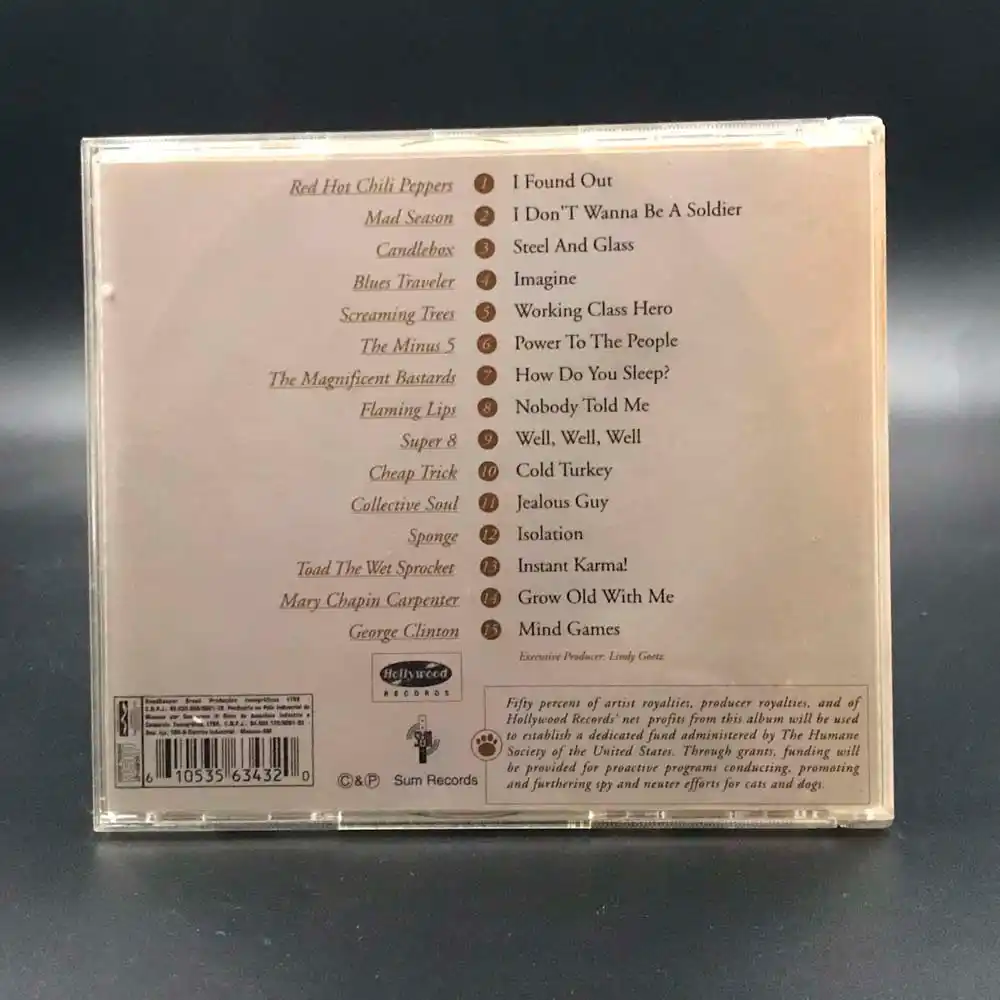 Red Hot Chili Peppers 1 I Found Out
Mad Season 2 I Don'T Wanna Be A Soldier
Candlebox 3 Steel And Glass
Blues Traveler 4 Imagine
Screaming Trees 5 Working Class Hero
The Minus 5 6 Power To The People
The Magnificent Bastards 7 How Do You Sleep?
Flaming Lips 8 Nobody Told Me
Super 8 9 Well, Well, Well
Cheap Trick 10 Cold Turkey
Collective Soul 11 Jealous Guy
Sponge 12 Isolation
Toad The Wet Sprocket 13 Instant Karma!
Mary Chapin Carpenter 14 Grow Old With Me
George Clinton 15 Mind Games
Executive Producer: Lindy Goetz
Hollywood
RECORDS
©&℗ Sum Records
Fifty percent of artist royalties, producer royalties, and of
Hollywood Records' net profits from this album will be used
to establish a dedicated fund administered by The Humane
Society of the United States. Through grants, funding will
be provided for proactive programs conducting, promoting
and furthering spy and neuter efforts for cats and dogs.
6 10535 63432 0